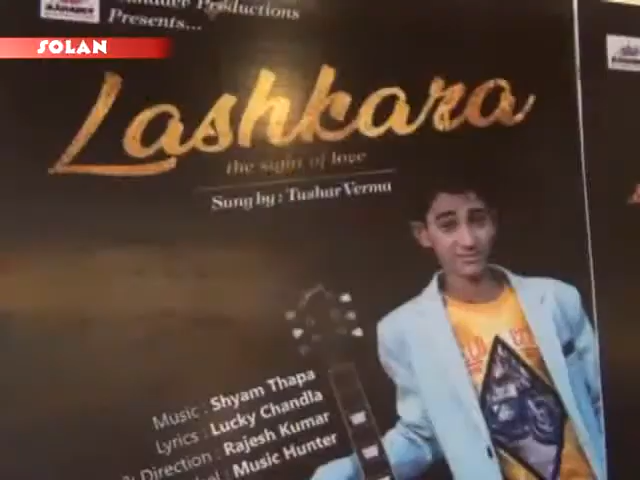 Productions
Presents...
SOLAN
Lashkara
the sight of love
Sung by : Tushar Verma
Music : Shyam Thapa
Lyrics : Lucky Chandla
& Direction : Rajesh Kumar
: Music Hunter